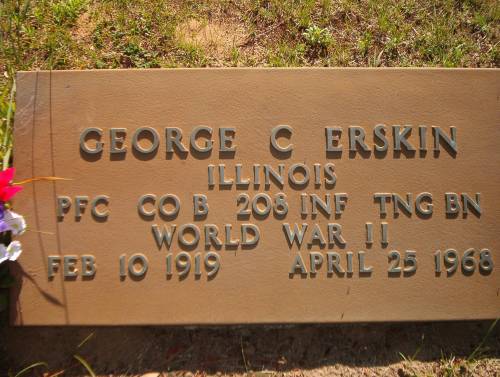 GEORGE C ERSKIN
ILLINOIS
PFC CO B 208 INF TNG BN
WORLD WAR II
FEB 10 1919 APRIL 25 1968